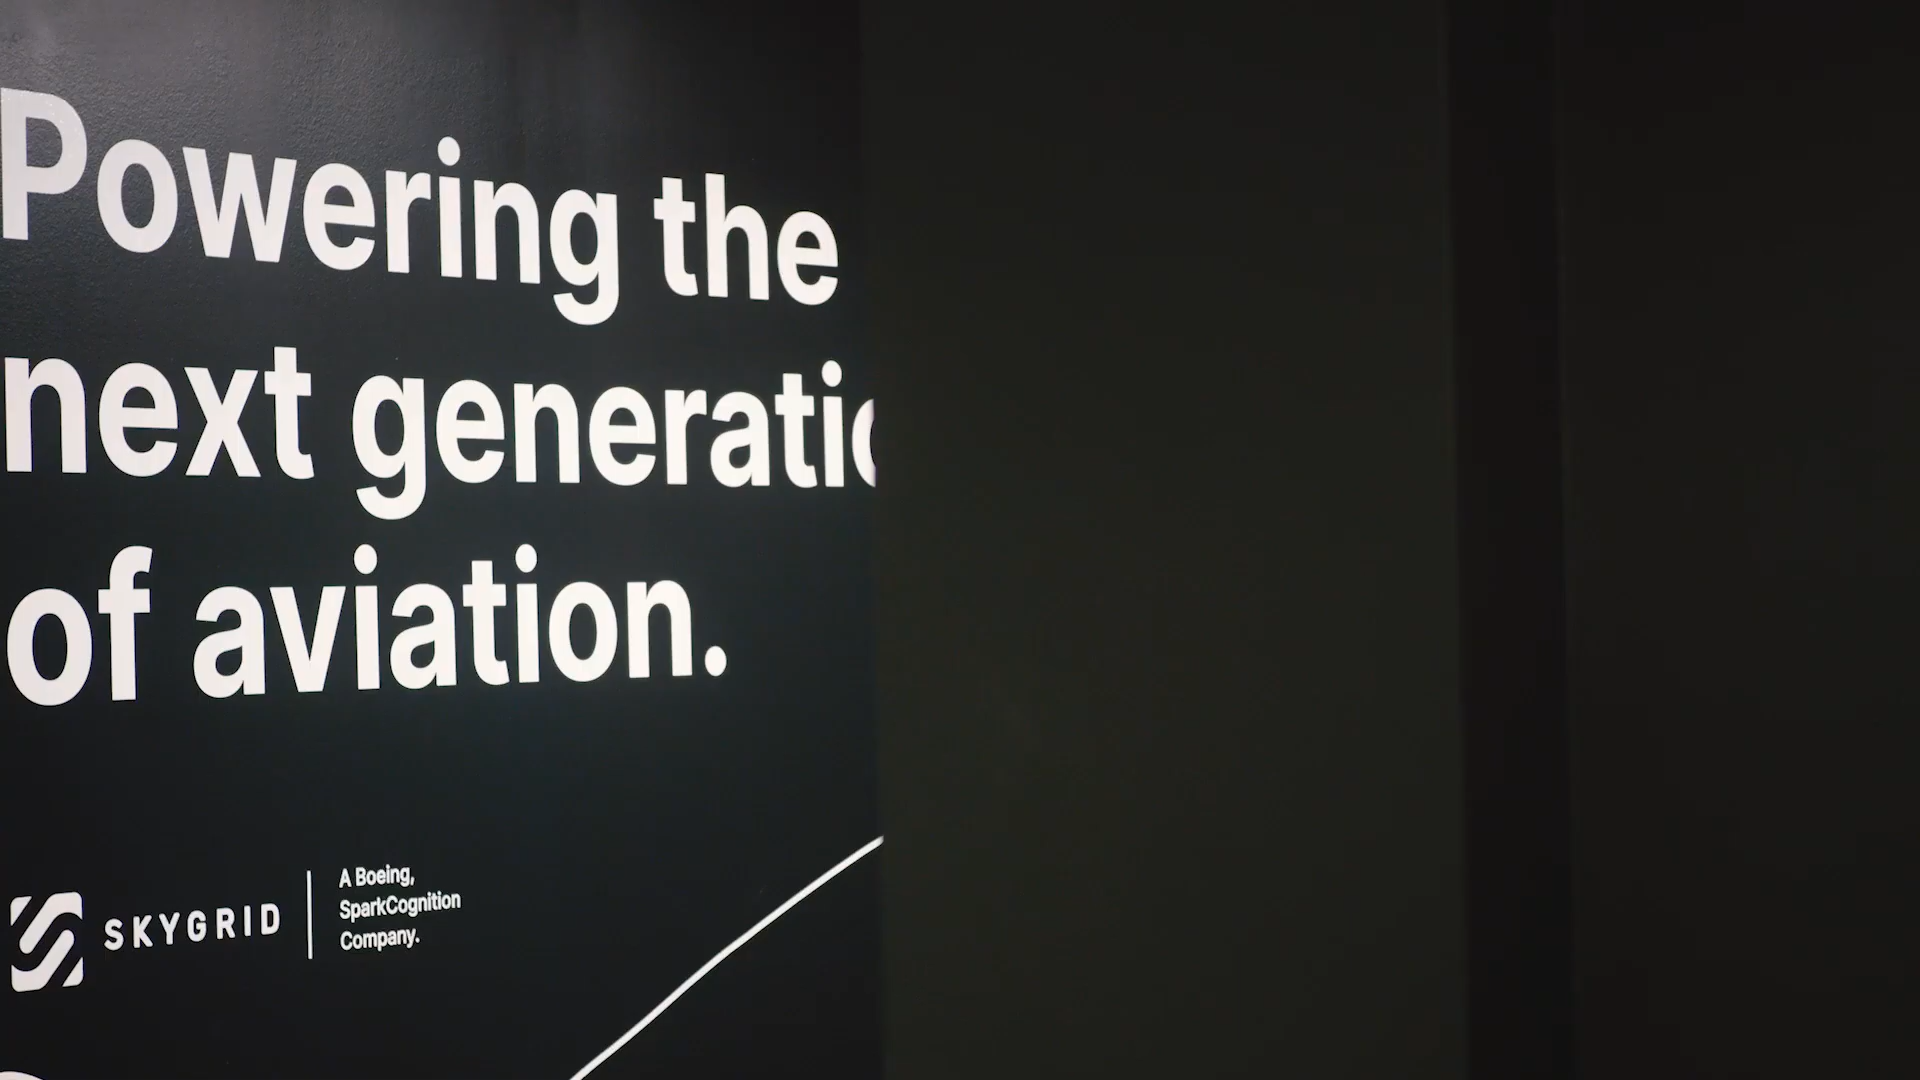 Powering the
next generatio
of aviation.
SKYGRID
A Boeing,
SparkCognition
Company.